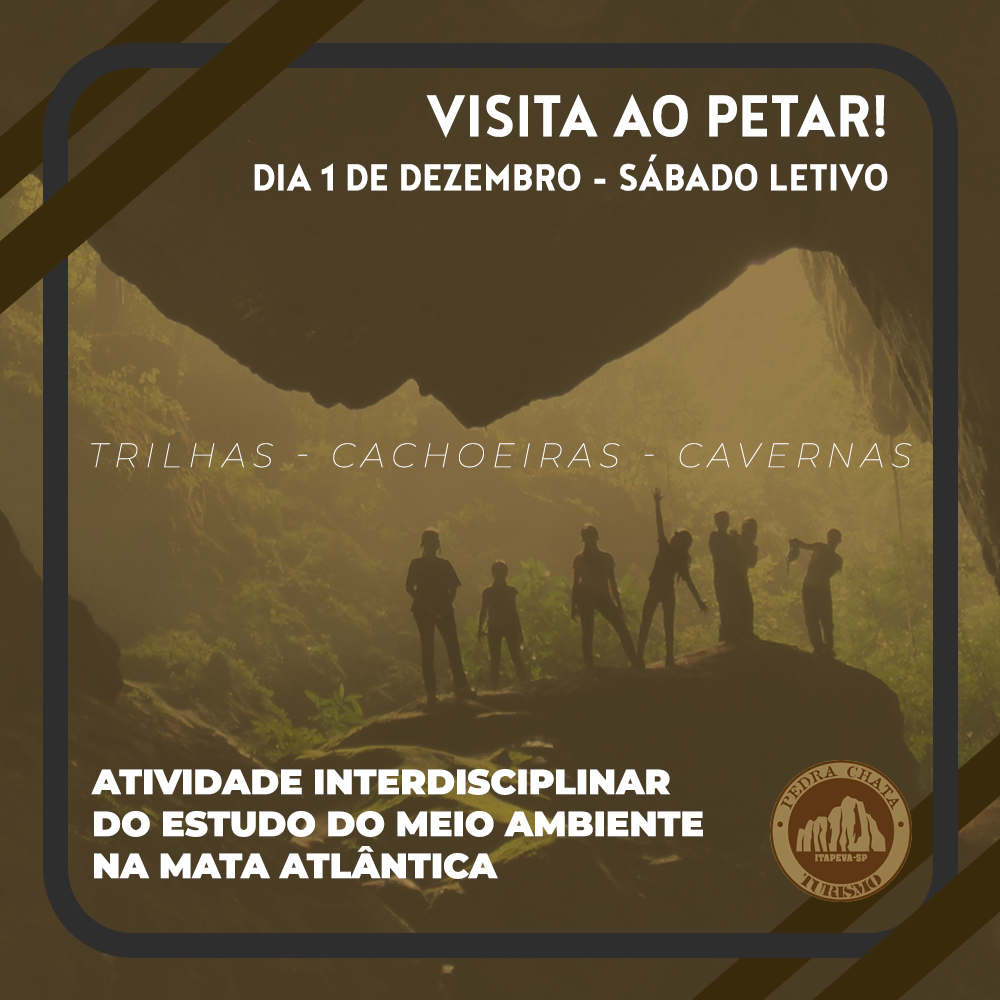 VISITA AO PETAR!
DIA 1 DE DEZEMBRO - SÁBADO LETIVO
TRILHAS - CACHOEIRAS - CAVERNAS
ATIVIDADE INTERDISCIPLINAR
DO ESTUDO DO MEIO AMBIENTE
NA MATA ATLÂNTICA
PEDRA CHATA
ITAPEVA-SP
TURISMO